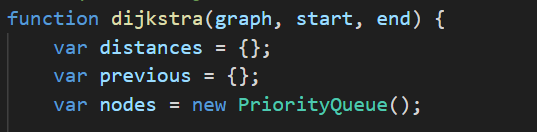 function dijkstra(graph, start, end) {
    var distances = {};
    var previous = {};
    var nodes = new PriorityQueue();